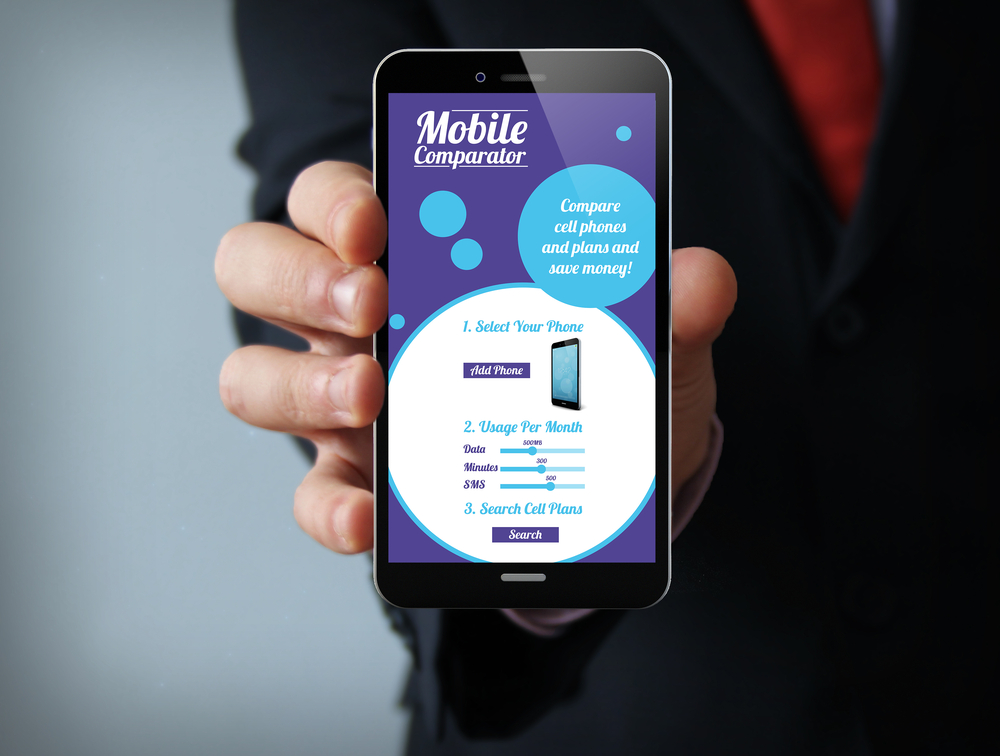 Mobile
Comparator
Compare
cell phones
and plans and
save money!
1. Select Your Phone
Add Phone
2. Usage Per Month
500MB
Data
300
Minutes
500
SMS
3. Search Cell Plans
Search